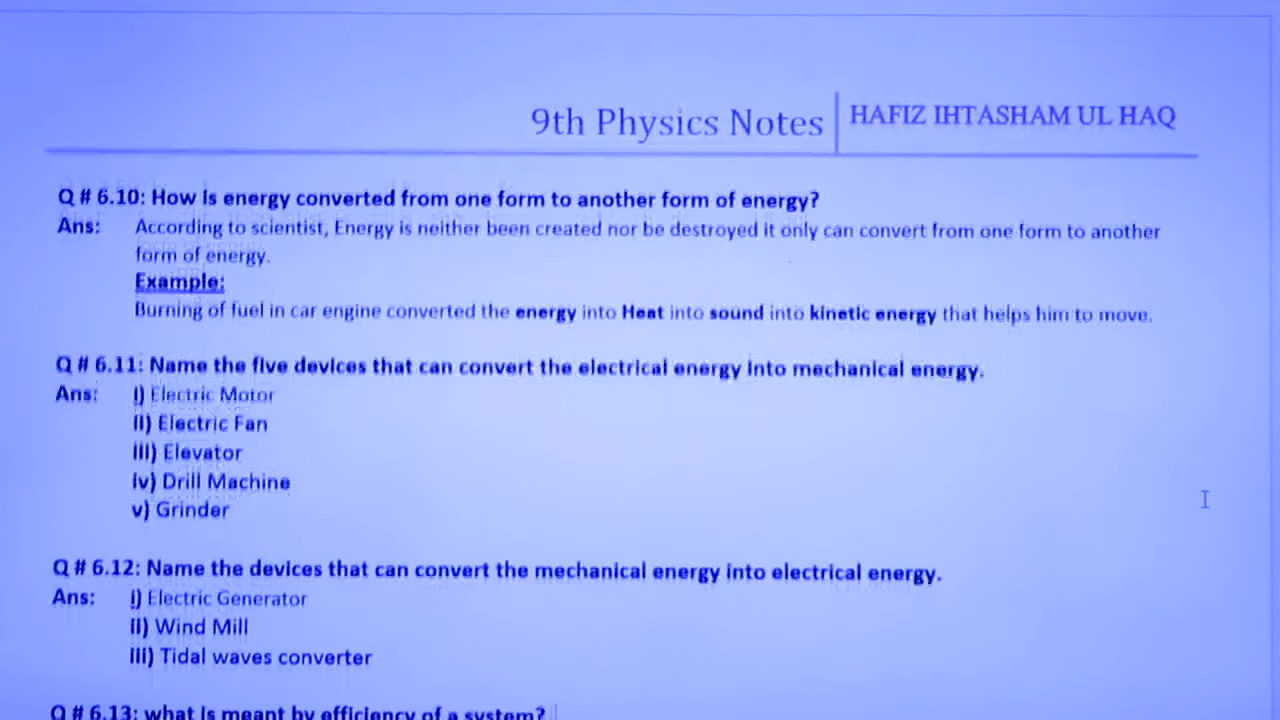 9th Physics Notes
HAFIZ IHTASHAM UL HAQ
Q # 6.10: How is energy converted from one form to another form of energy?
Ans: According to scientist, Energy is neither been created nor be destroyed it only can convert from one form to another
form of energy.
Example:
Burning of fuel in car engine converted the energy into Heat into sound into kinetic energy that helps him to move.
Q # 6.11: Name the five devices that can convert the electrical energy into mechanical energy.
Ans: i) Electric Motor
ii) Electric Fan
iii) Elevator
iv) Drill Machine
v) Grinder
Q # 6.12: Name the devices that can convert the mechanical energy into electrical energy.
Ans: i) Electric Generator
ii) Wind Mill
iii) Tidal waves converter
Q # 6.13: what is meant by efficiency of a system?